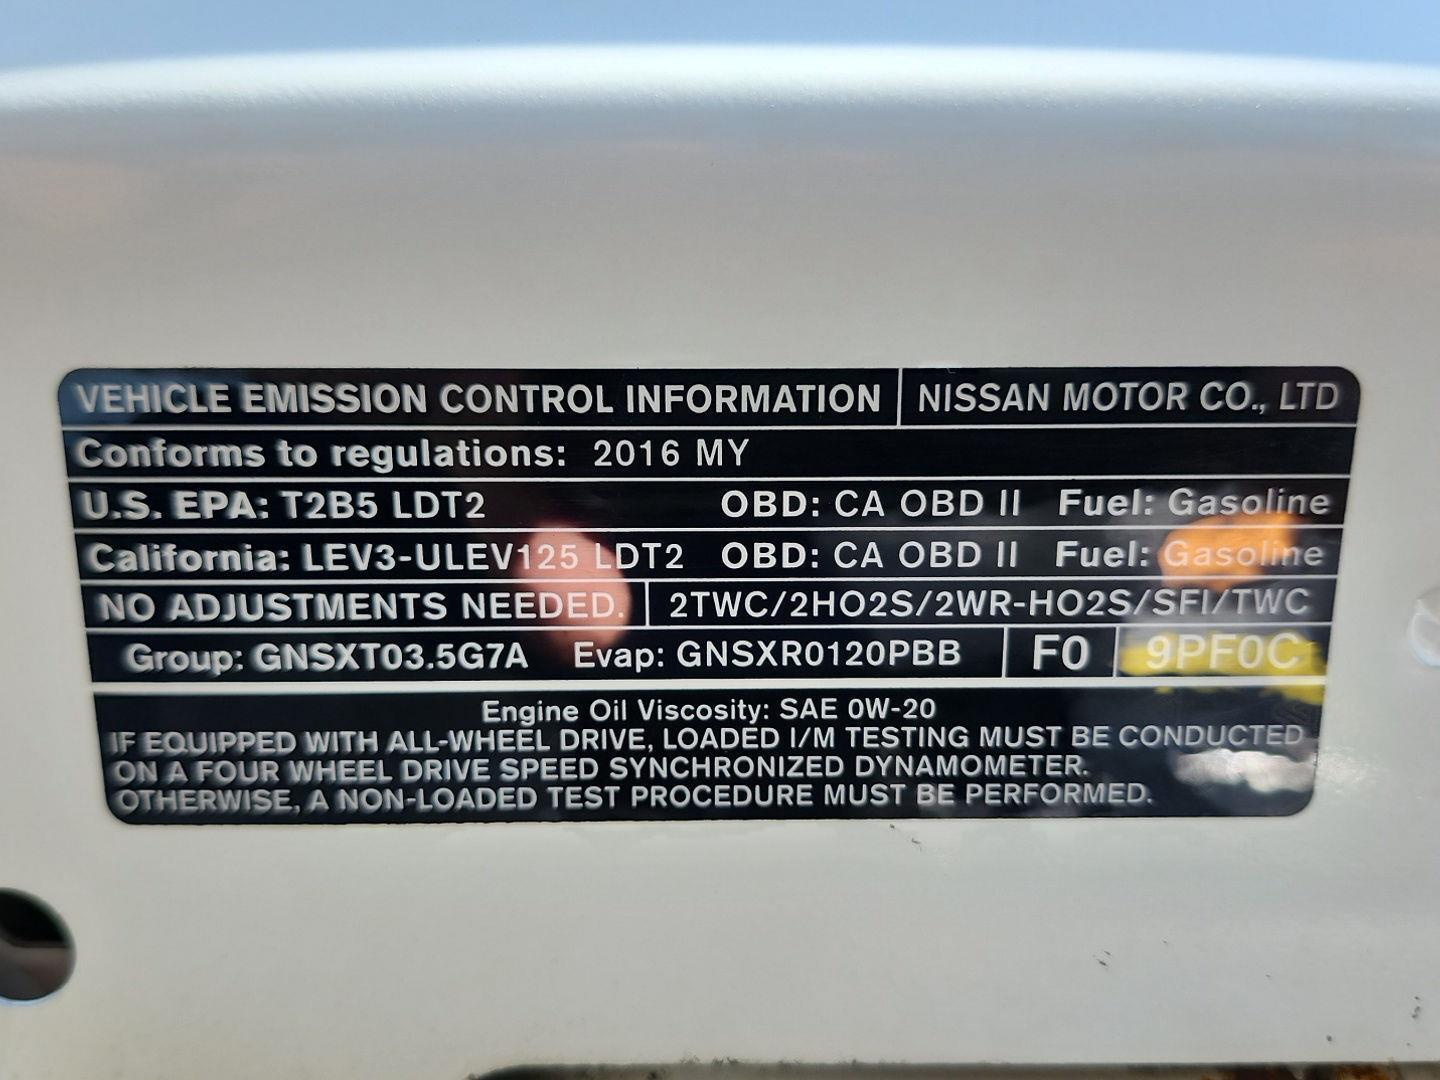 VEHICLE EMISSION CONTROL INFORMATION NISSAN MOTOR CO., LTD
Conforms to regulations: 2016 MY
U.S. EPA: T2B5 LDT2 OBD: CA OBD II Fuel: Gasoline
California: LEV3-ULEV125 LDT2 OBD: CA OBD II Fuel: Gasoline
NO ADJUSTMENTS NEEDED. 2TWC/2HO2S/2WR-HO2S/SFI/TWC
Group: GNSXT03.5G7A Evap: GNSXR0120PBB F0 9PF0C
Engine Oil Viscosity: SAE 0W-20
IF EQUIPPED WITH ALL-WHEEL DRIVE, LOADED I/M TESTING MUST BE CONDUCTED
ON A FOUR WHEEL DRIVE SPEED SYNCHRONIZED DYNAMOMETER.
OTHERWISE, A NON-LOADED TEST PROCEDURE MUST BE PERFORMED.